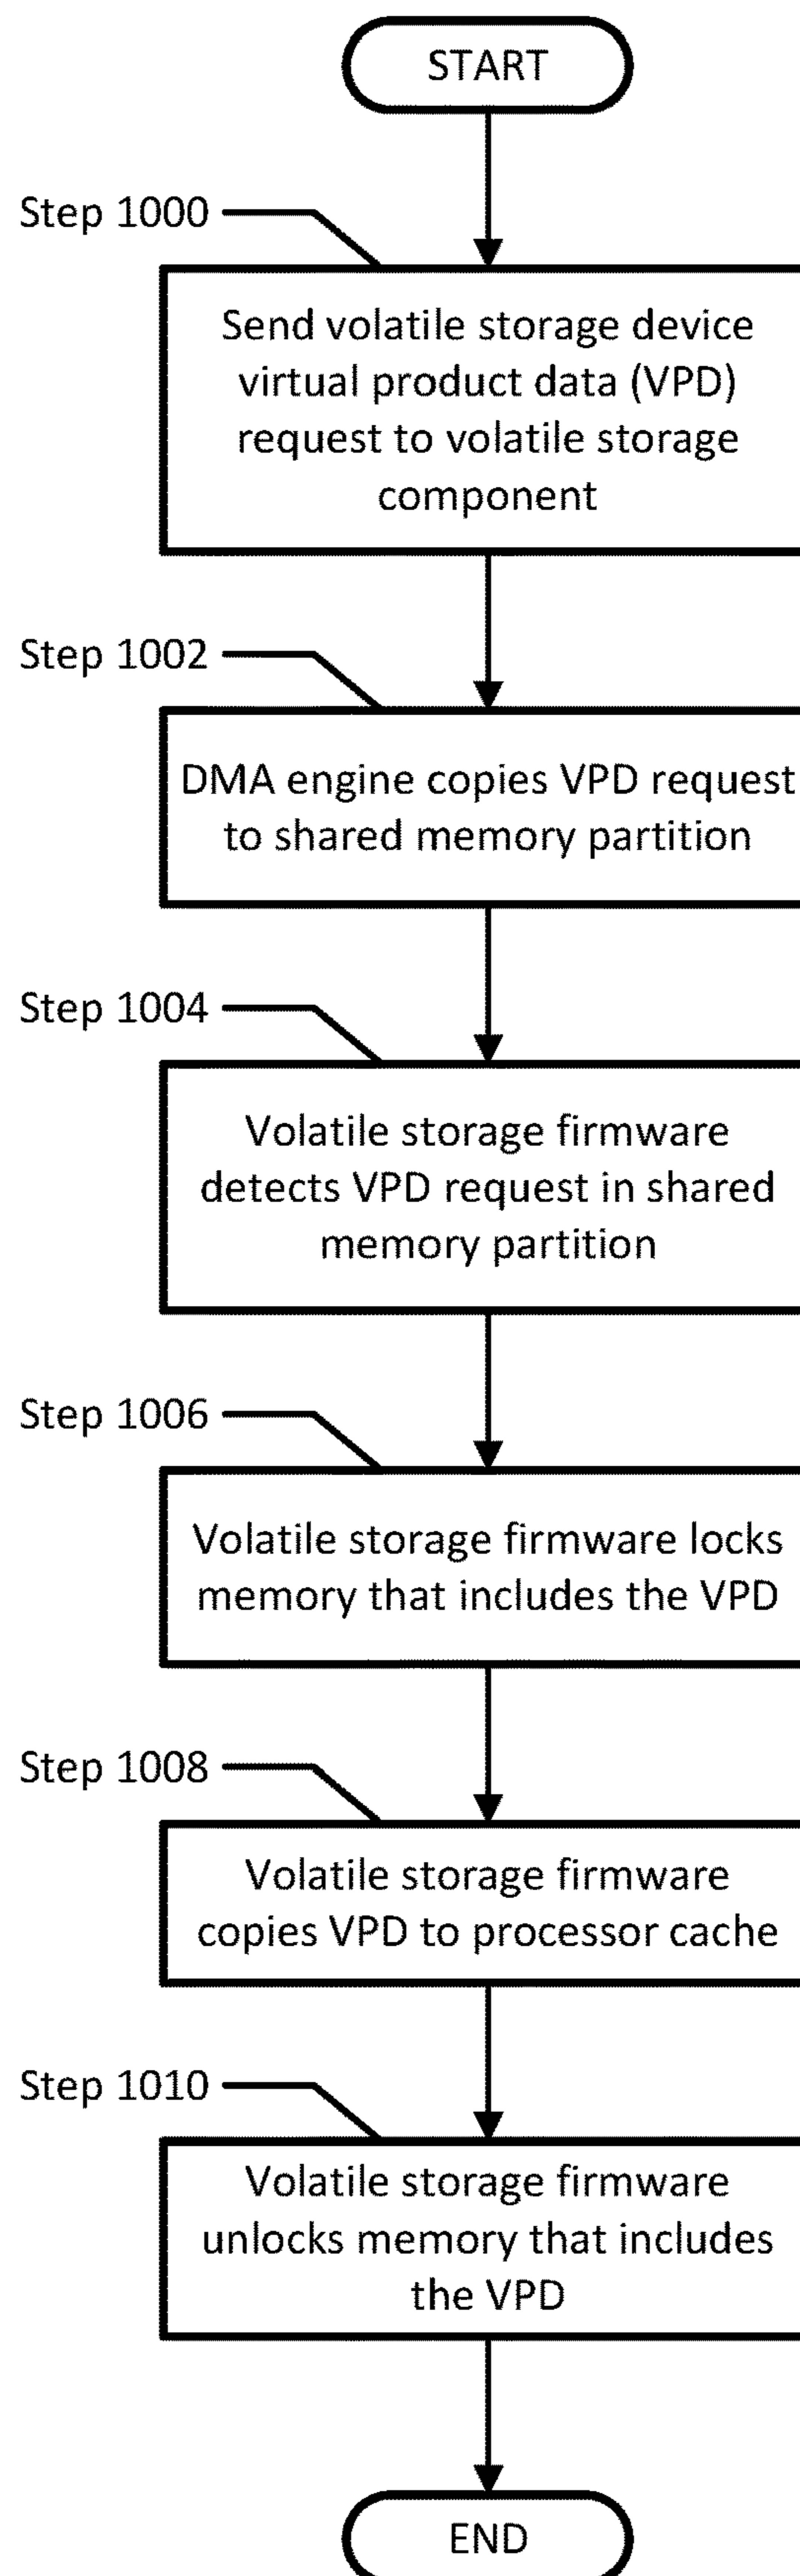 START
Step 1000
Send volatile storage device
virtual product data (VPD)
request to volatile storage
component
Step 1002
DMA engine copies VPD request
to shared memory partition
Step 1004
Volatile storage firmware
detects VPD request in shared
memory partition
Step 1006
Volatile storage firmware locks
memory that includes the VPD
Step 1008
Volatile storage firmware
copies VPD to processor cache
Step 1010
Volatile storage firmware
unlocks memory that includes
the VPD
END